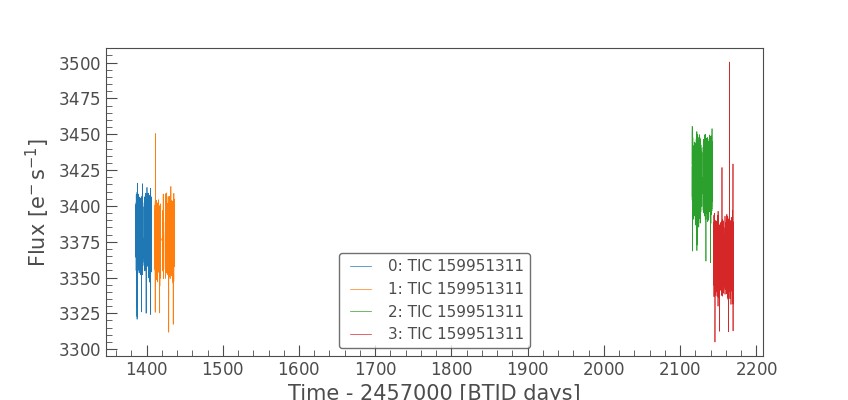 3500
3475
3450
3425
3400
3375
3350
3325
3300
Flux [e⁻ s⁻¹]
0: TIC 159951311
1: TIC 159951311
2: TIC 159951311
3: TIC 159951311
1400 1500 1600 1700 1800 1900 2000 2100 2200
Time - 2457000 [BTJD days]